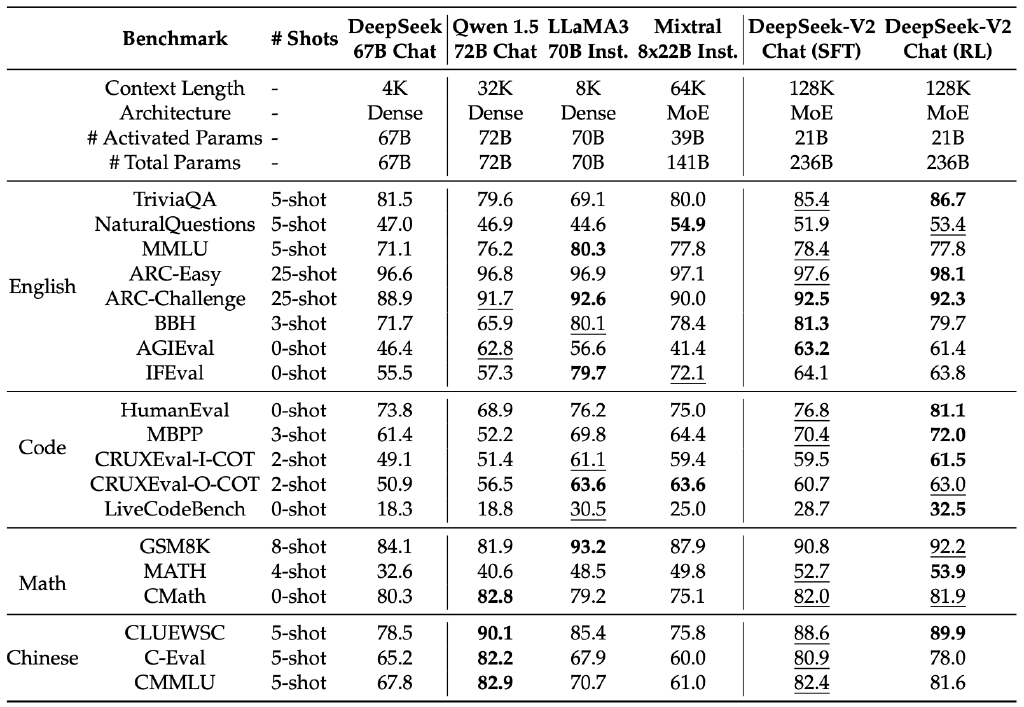 Benchmark # Shots DeepSeek 67B Chat Qwen 1.5 72B Chat LLaMA3 70B Inst. Mixtral 8x22B Inst. DeepSeek-V2 Chat (SFT) DeepSeek-V2 Chat (RL)
Context Length - 4K 32K 8K 64K 128K 128K
Architecture - Dense Dense Dense MoE MoE MoE
# Activated Params - 67B 72B 70B 39B 21B 21B
# Total Params - 67B 72B 70B 141B 236B 236B
English
TriviaQA 5-shot 81.5 79.6 69.1 80.0 85.4 86.7
NaturalQuestions 5-shot 47.0 46.9 44.6 54.9 51.9 53.4
MMLU 5-shot 71.1 76.2 80.3 77.8 78.4 77.8
ARC-Easy 25-shot 96.6 96.8 96.9 97.1 97.6 98.1
ARC-Challenge 25-shot 88.9 91.7 92.6 90.0 92.5 92.3
BBH 3-shot 71.7 65.9 80.1 78.4 81.3 79.7
AGIEval 0-shot 46.4 62.8 56.6 41.4 63.2 61.4
IFEval 0-shot 55.5 57.3 79.7 72.1 64.1 63.8
Code
HumanEval 0-shot 73.8 68.9 76.2 75.0 76.8 81.1
MBPP 3-shot 61.4 52.2 69.8 64.4 70.4 72.0
CRUXEval-I-COT 2-shot 49.1 51.4 61.1 59.4 59.5 61.5
CRUXEval-O-COT 2-shot 50.9 56.5 63.6 63.6 60.7 63.0
LiveCodeBench 0-shot 18.3 18.8 30.5 25.0 28.7 32.5
Math
GSM8K 8-shot 84.1 81.9 93.2 87.9 90.8 92.2
MATH 4-shot 32.6 40.6 48.5 49.8 52.7 53.9
CMath 0-shot 80.3 82.8 79.2 75.1 82.0 81.9
Chinese
CLUEWSC 5-shot 78.5 90.1 85.4 75.8 88.6 89.9
C-Eval 5-shot 65.2 82.2 67.9 60.0 80.9 78.0
CMMLU 5-shot 67.8 82.9 70.7 61.0 82.4 81.6